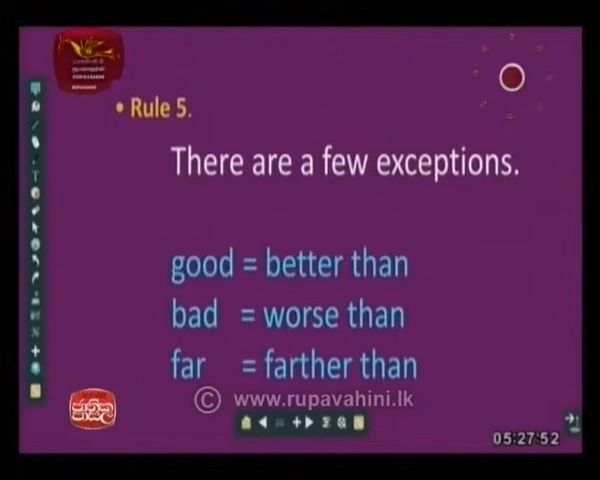 RUPAVAHINI
• Rule 5.
There are a few exceptions.
good = better than
bad = worse than
far = farther than
© www.rupavahini.lk
05:27:52